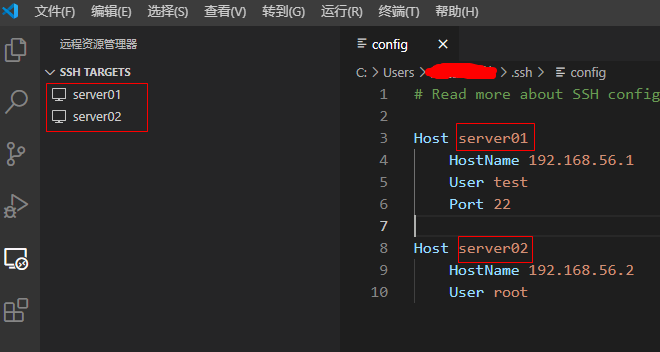 文件(F) 编辑(E) 选择(S) 查看(V) 转到(G) 运行(R) 终端(T) 帮助(H)
远程资源管理器
SSH TARGETS
server01
server02
config
C: > Users > .ssh > config
1 # Read more about SSH config
2
3 Host server01
4 HostName 192.168.56.1
5 User test
6 Port 22
7
8 Host server02
9 HostName 192.168.56.2
10 User root